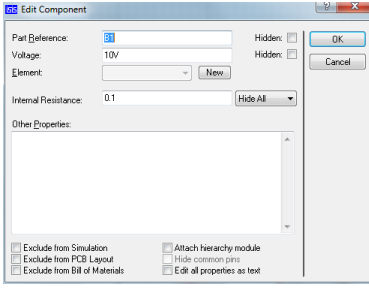 ISIS Edit Component
Part Reference: B1 Hidden: OK
Voltage: 10V Hidden: Cancel
Element: New
Internal Resistance: 0.1 Hide All
Other Properties:
Exclude from Simulation Attach hierarchy module
Exclude from PCB Layout Hide common pins
Exclude from Bill of Materials Edit all properties as text